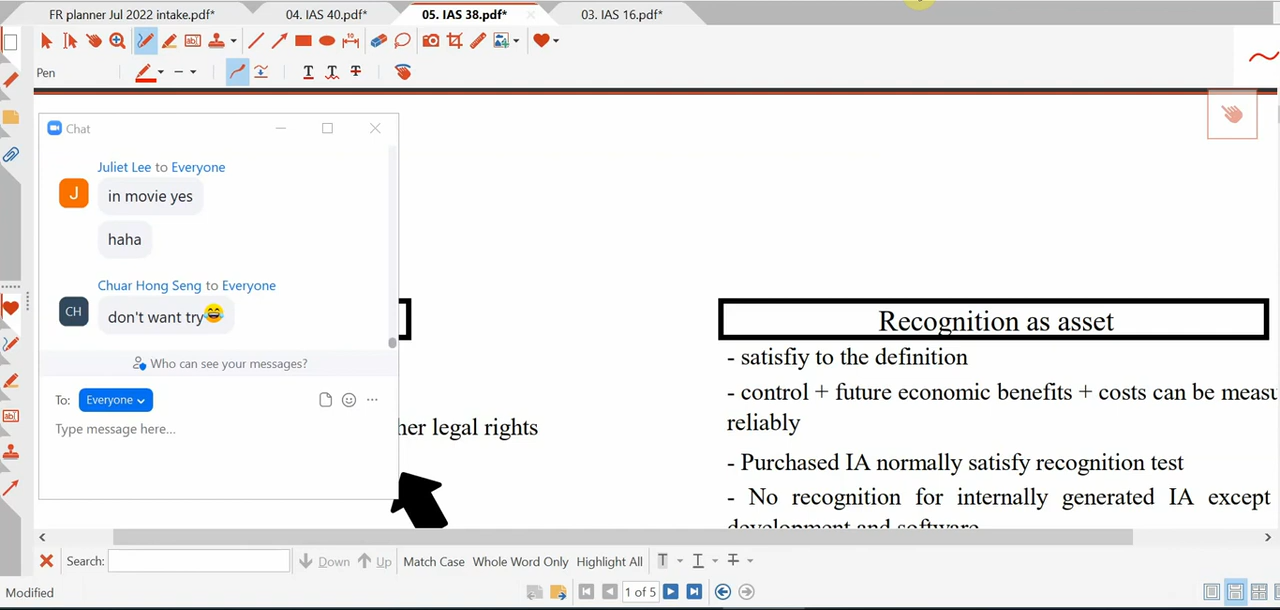 FR planner Jul 2022 intake.pdf*
04. IAS 40.pdf*
05. IAS 38.pdf*
03. IAS 16.pdf*
Pen
Chat
Juliet Lee to Everyone
J
in movie yes
haha
Chuar Hong Seng to Everyone
CH
don't want try😂
Who can see your messages?
To: Everyone
Type message here...
her legal rights
Recognition as asset
- satisfiy to the definition
- control + future economic benefits + costs can be measu
reliably
- Purchased IA normally satisfy recognition test
- No recognition for internally generated IA except
development and software
Search:
Down
Up
Match Case
Whole Word Only
Highlight All
Modified
1 of 5